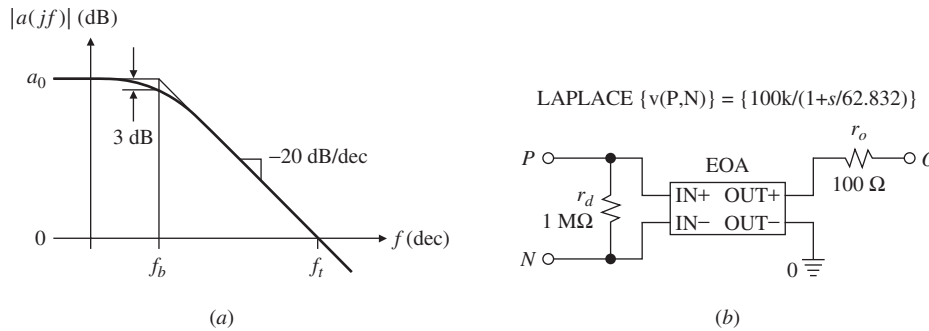 |a(jf)| (dB)
a₀
3 dB
−20 dB/dec
0
f_b
f_t
f (dec)
(a)
LAPLACE {v(P,N)} = {100k/(1+s/62.832)}
P
N
r_d
1 MΩ
EOA
IN+ OUT+
IN− OUT−
r_o
100 Ω
0
(b)